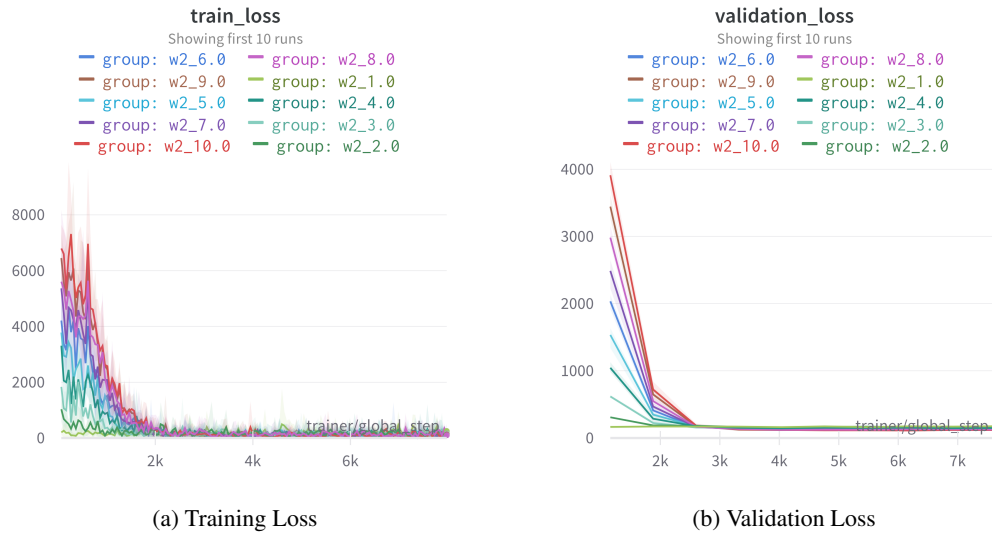 train_loss
Showing first 10 runs
group: w2_6.0 group: w2_8.0
group: w2_9.0 group: w2_1.0
group: w2_5.0 group: w2_4.0
group: w2_7.0 group: w2_3.0
group: w2_10.0 group: w2_2.0
8000
6000
4000
2000
0
trainer/global_step
2k 4k 6k
(a) Training Loss
validation_loss
Showing first 10 runs
group: w2_6.0 group: w2_8.0
group: w2_9.0 group: w2_1.0
group: w2_5.0 group: w2_4.0
group: w2_7.0 group: w2_3.0
group: w2_10.0 group: w2_2.0
4000
3000
2000
1000
0
trainer/global_step
2k 3k 4k 5k 6k 7k
(b) Validation Loss